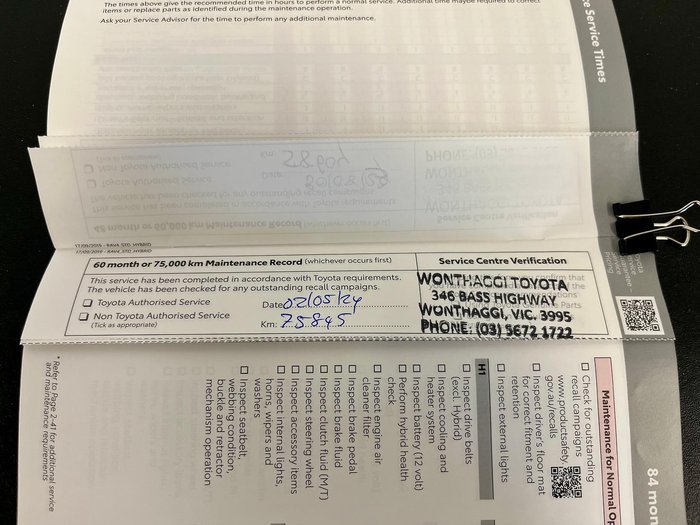 The times above give the recommended time in hours to perform a normal service. Additional time may be required to correct
items or replace parts as identified during the maintenance operation.
Ask your Service Advisor for the time to perform any additional maintenance.
e Service Times
17/09/2019 - RAV4_STD_HYBRID
60 month or 75,000 km Maintenance Record (whichever occurs first)
This service has been completed in accordance with Toyota requirements.
The vehicle has been checked for any outstanding recall campaigns.
Toyota Authorised Service
Non Toyota Authorised Service
(Tick as appropriate)
Date: 02/05/24
Km: 75845
Service Centre Verification
WONTHAGGI TOYOTA
346 BASS HIGHWAY
WONTHAGGI, VIC. 3995
PHONE: (03) 5672 1722
84 mon
Maintenance for Normal Op
Check for outstanding
recall campaigns
www.productsafety.
gov.au/recalls
Inspect driver's floor mat
for correct fitment and
retention
Inspect external lights
H1
Inspect drive belts
(excl. Hybrid)
Inspect cooling and
heater system
Inspect battery (12 volt)
Perform hybrid health
check
Inspect engine air
cleaner filter
Inspect brake pedal
Inspect brake fluid
Inspect clutch fluid (M/T)
Inspect steering wheel
Inspect accessory items
Inspect internal lights,
horns, wipers and
washers
Inspect seatbelt,
webbing condition,
buckle and retractor
mechanism operation
* Refer to Page 2-41 for additional service
and maintenance requirements